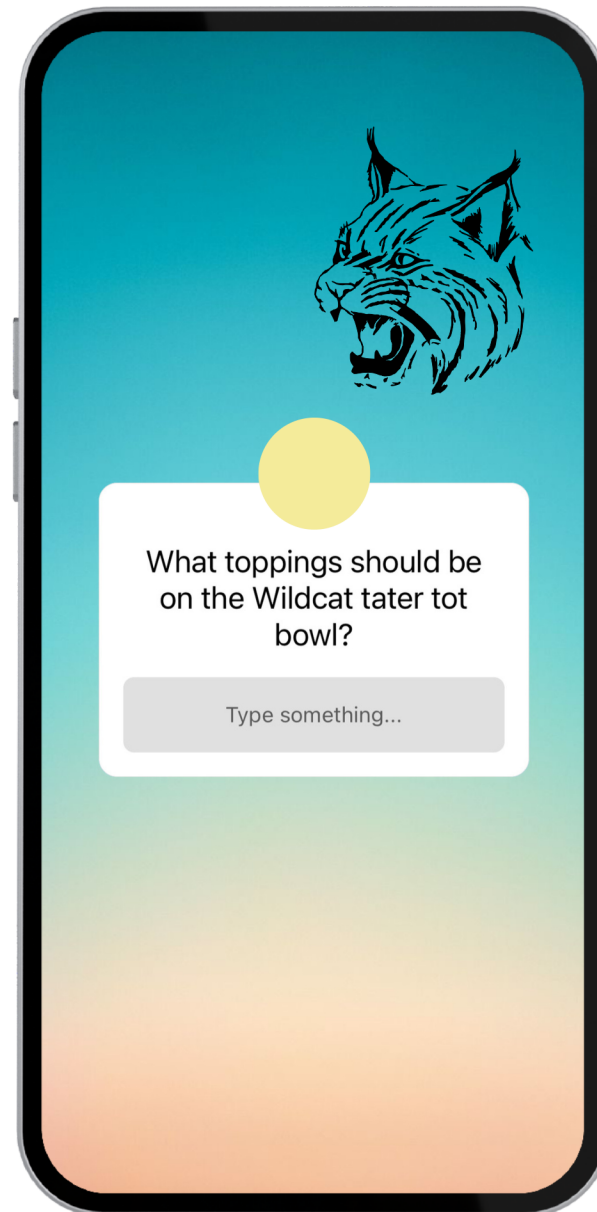 What toppings should be
on the Wildcat tater tot
bowl?
Type something...